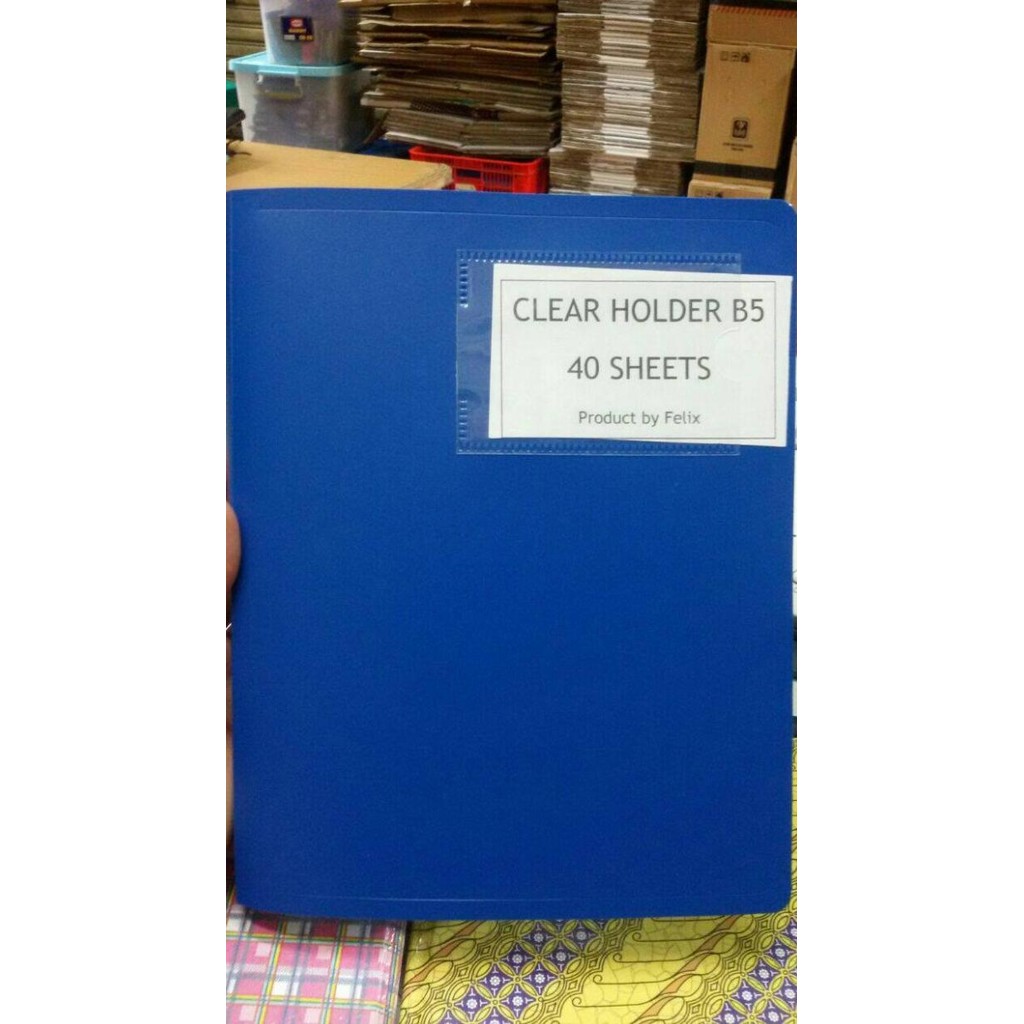 CLEAR HOLDER B5
40 SHEETS
Product by Felix